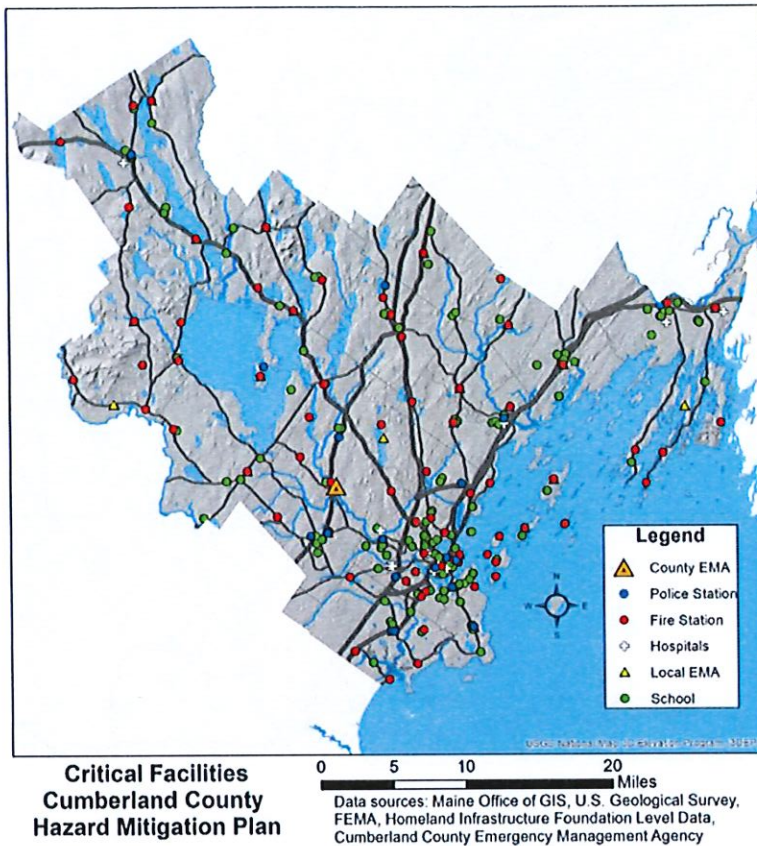 Legend
County EMA
Police Station
Fire Station
Hospitals
Local EMA
School
N
W E
S
Critical Facilities
Cumberland County
Hazard Mitigation Plan
0 5 10 20
Miles
Data sources: Maine Office of GIS, U.S. Geological Survey,
FEMA, Homeland Infrastructure Foundation Level Data,
Cumberland County Emergency Management Agency